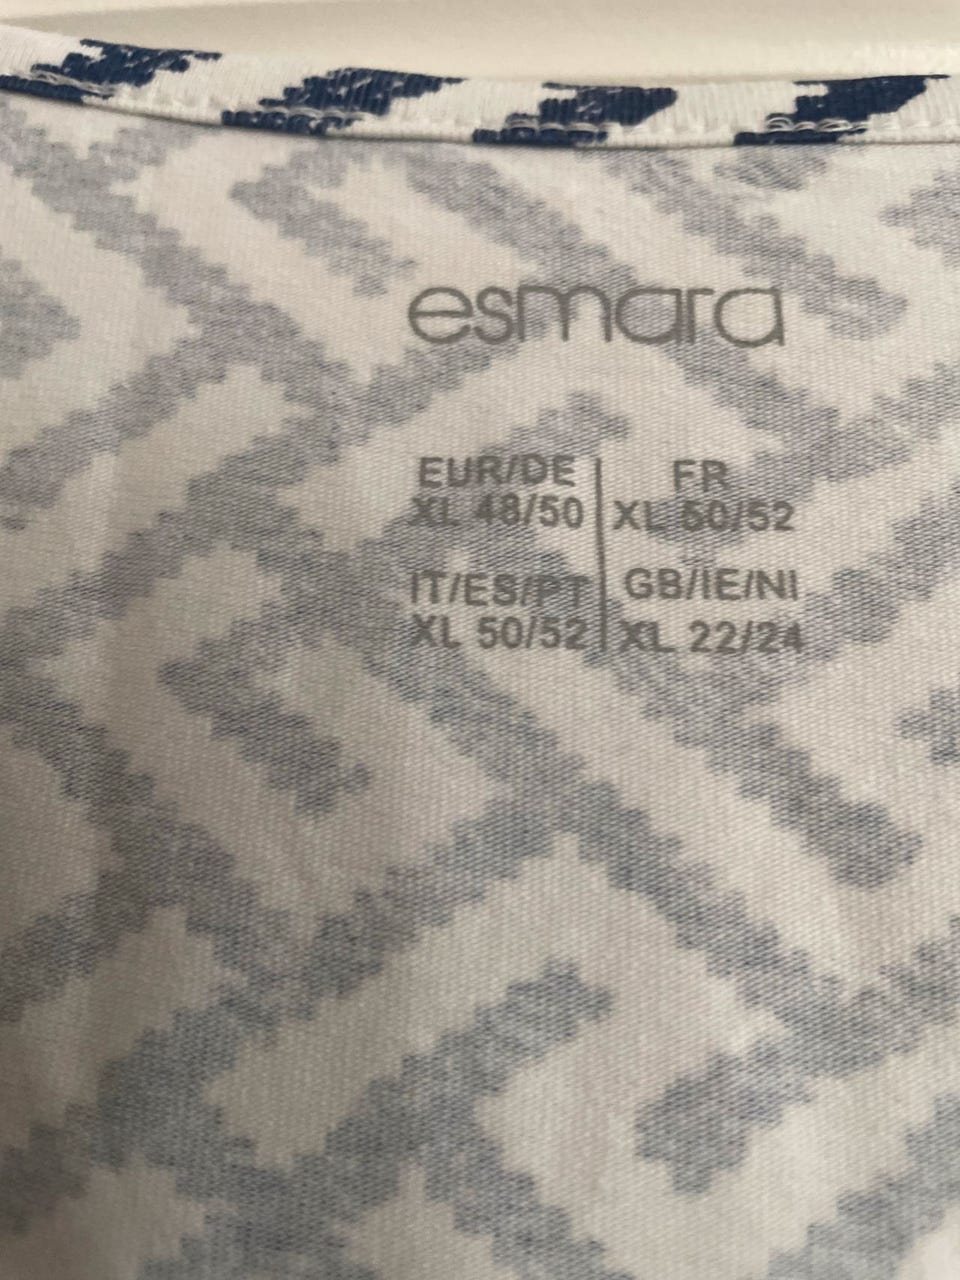 esmara
EUR/DE FR
XL 48/50 XL 50/52
IT/ES/PT GB/IE/NI
XL 50/52 XL 22/24